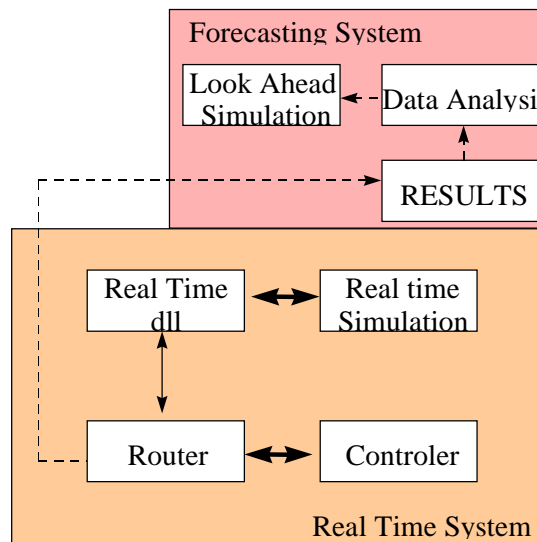 Forecasting System
Look Ahead
Simulation
Data Analysi
RESULTS
Real Time
dll
Real time
Simulation
Router
Controler
Real Time System